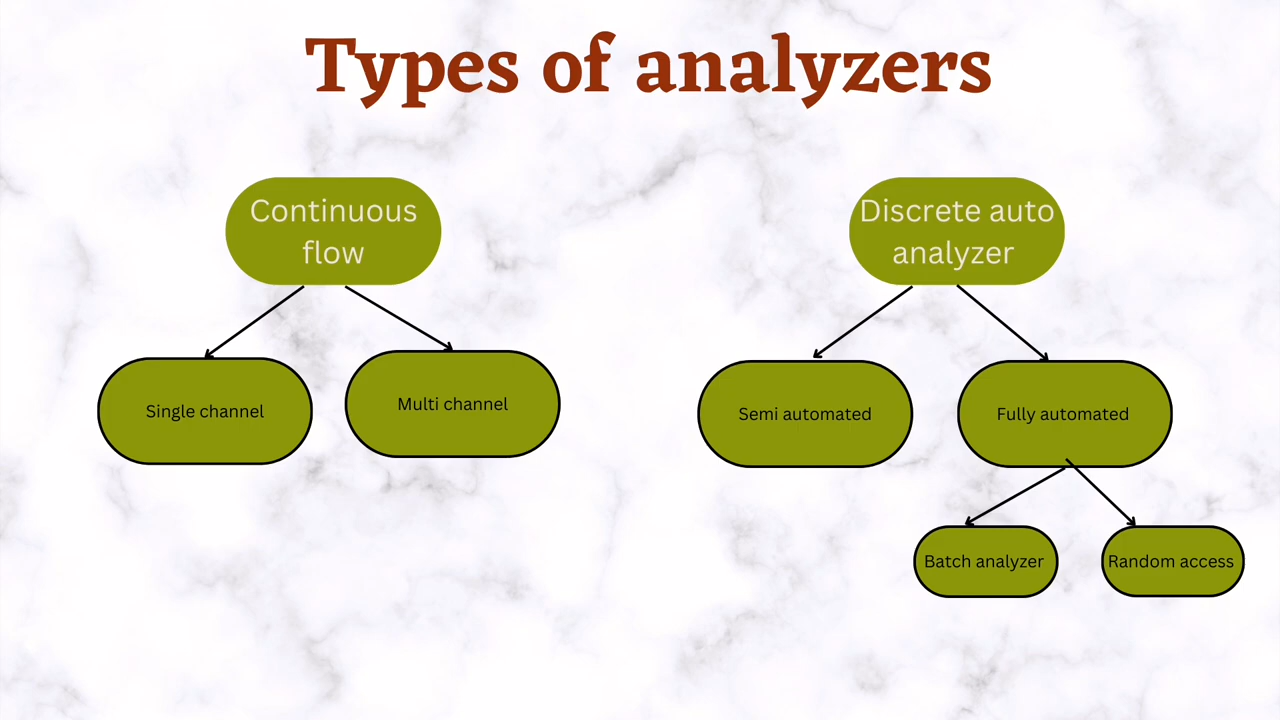 Types of analyzers
Continuous
flow
Discrete auto
analyzer
Single channel
Multi channel
Semi automated
Fully automated
Batch analyzer
Random access